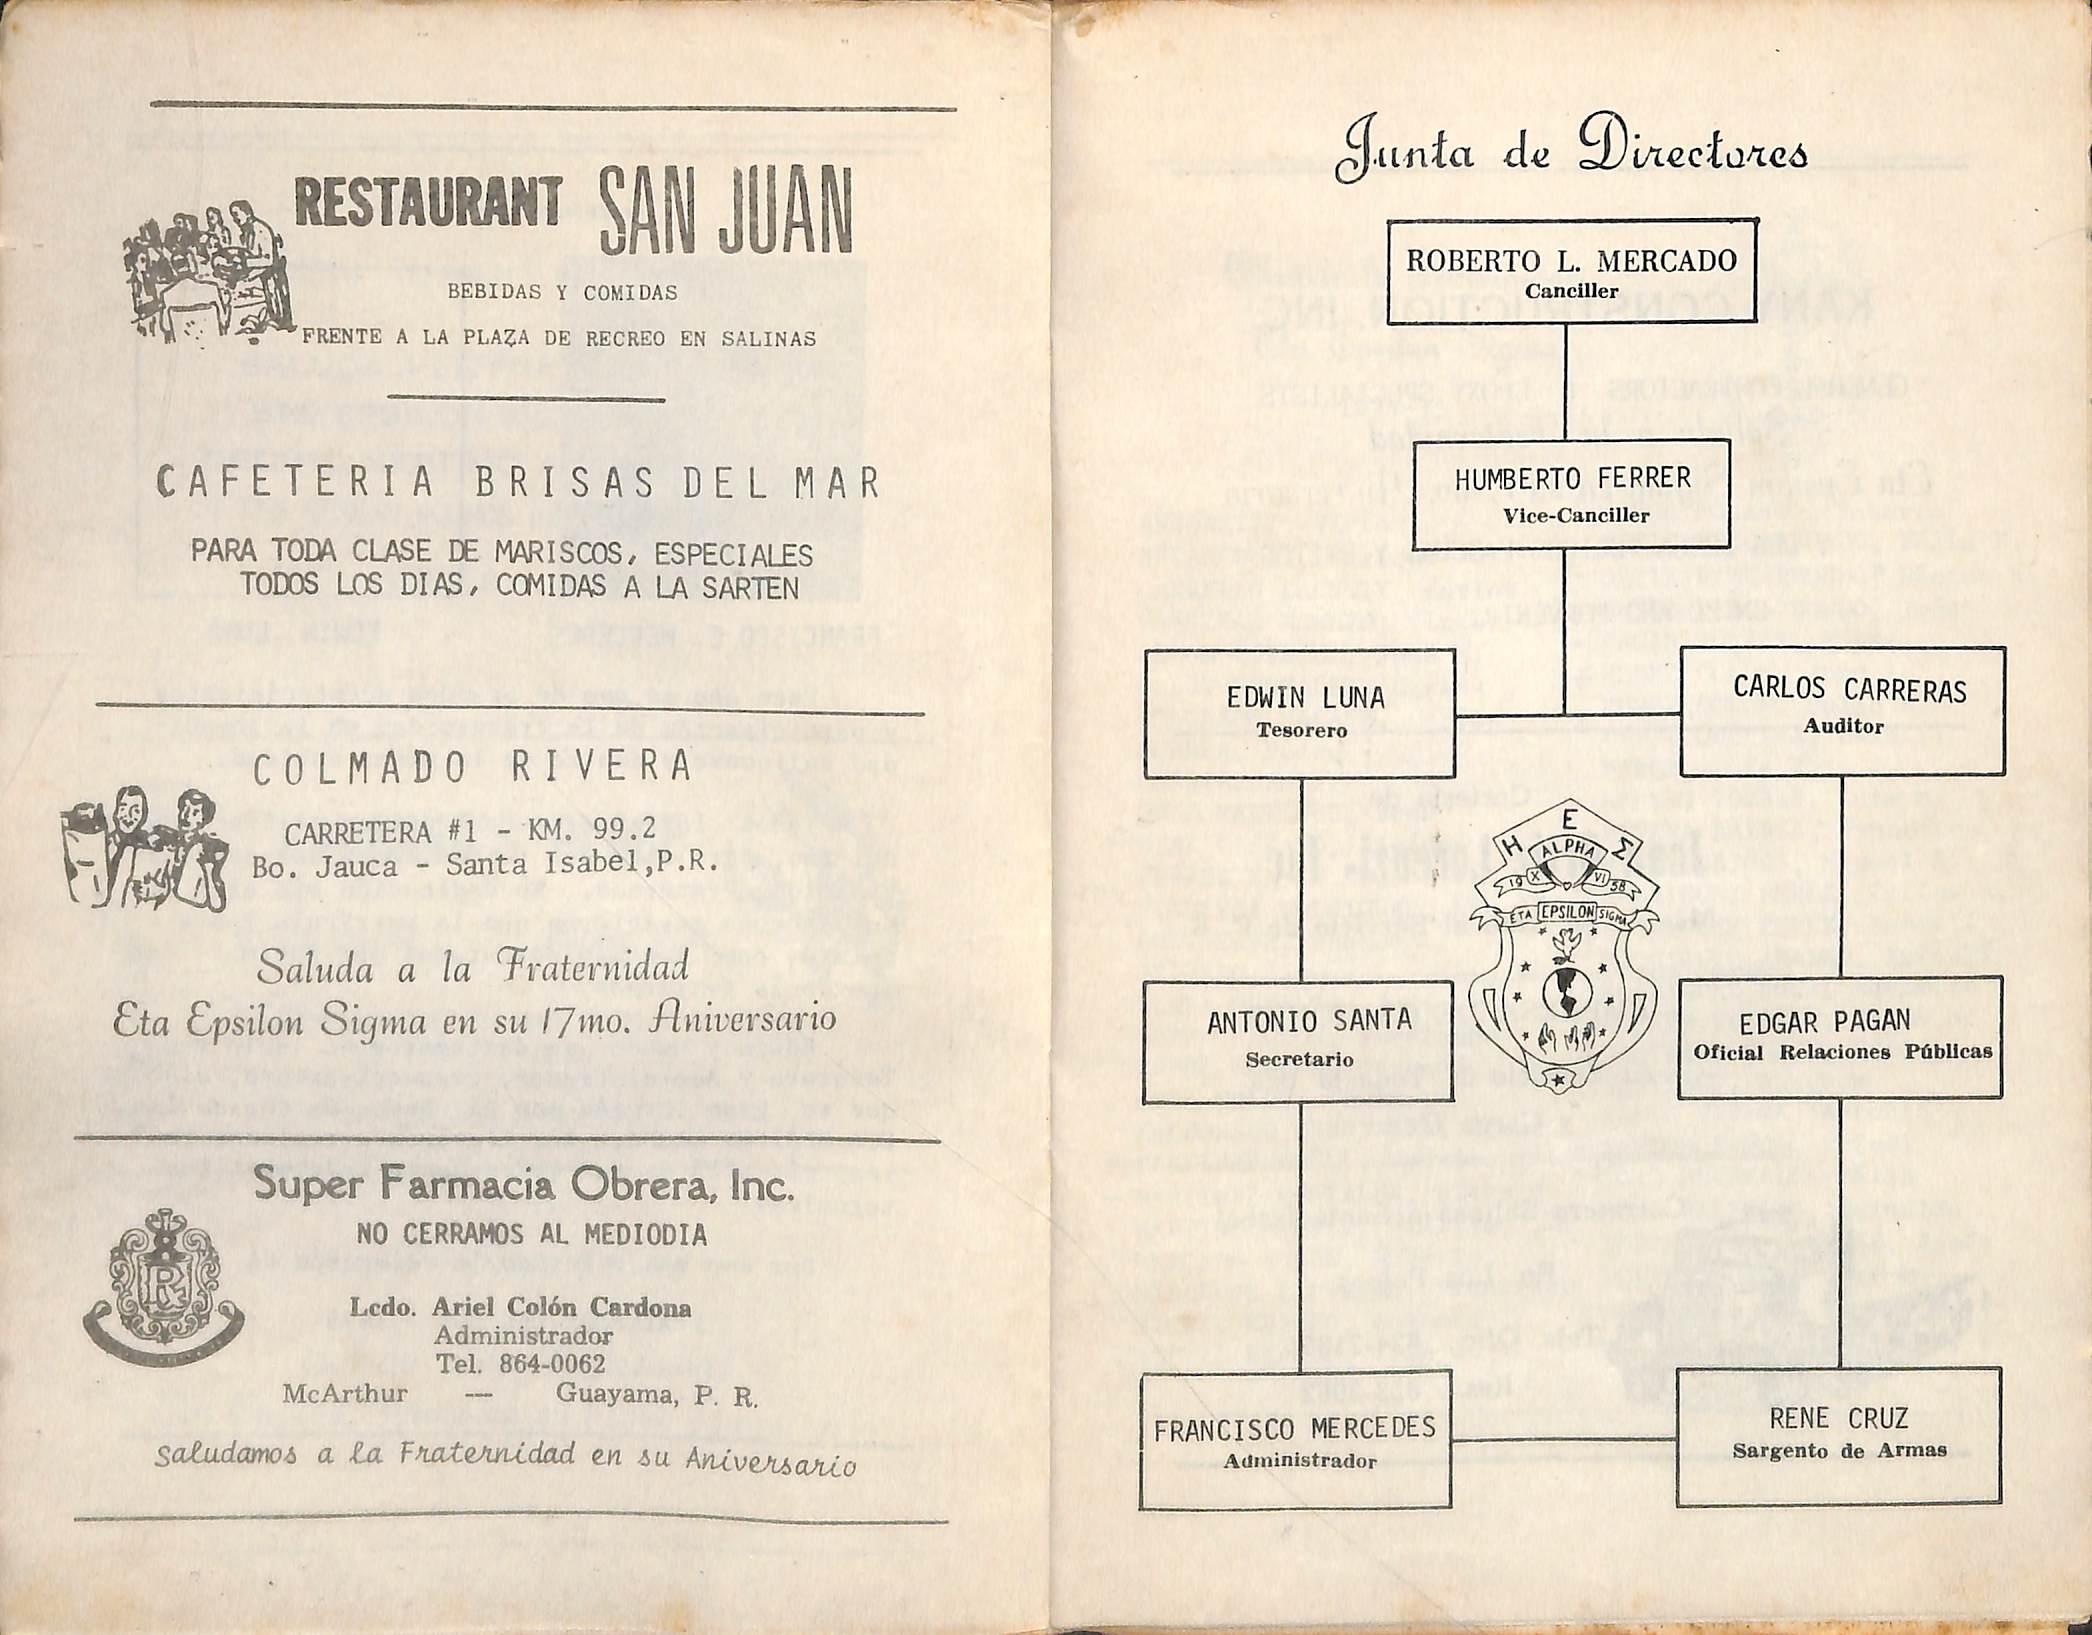 RESTAURANT SAN JUAN
BEBIDAS Y COMIDAS
FRENTE A LA PLAZA DE RECREO EN SALINAS
CAFETERIA BRISAS DEL MAR
PARA TODA CLASE DE MARISCOS, ESPECIALES
TODOS LOS DIAS, COMIDAS A LA SARTEN
COLMADO RIVERA
CARRETERA #1 - KM. 99.2
Bo. Jauca - Santa Isabel, P.R.
Saluda a la Fraternidad
Eta Epsilon Sigma en su 17mo. Aniversario
Super Farmacia Obrera, Inc.
NO CERRAMOS AL MEDIODIA
R
Lcdo. Ariel Colón Cardona
Administrador
Tel. 864-0062
McArthur — Guayama, P. R.
Saludamos a la Fraternidad en su Aniversario
Junta de Directores
ROBERTO L. MERCADO
Canciller
HUMBERTO FERRER
Vice-Canciller
EDWIN LUNA
Tesorero
CARLOS CARRERAS
Auditor
H E Σ
ALPHA
19 X VI 58
ETA EPSILON SIGMA
ANTONIO SANTA
Secretario
EDGAR PAGAN
Oficial Relaciones Públicas
FRANCISCO MERCEDES
Administrador
RENE CRUZ
Sargento de Armas